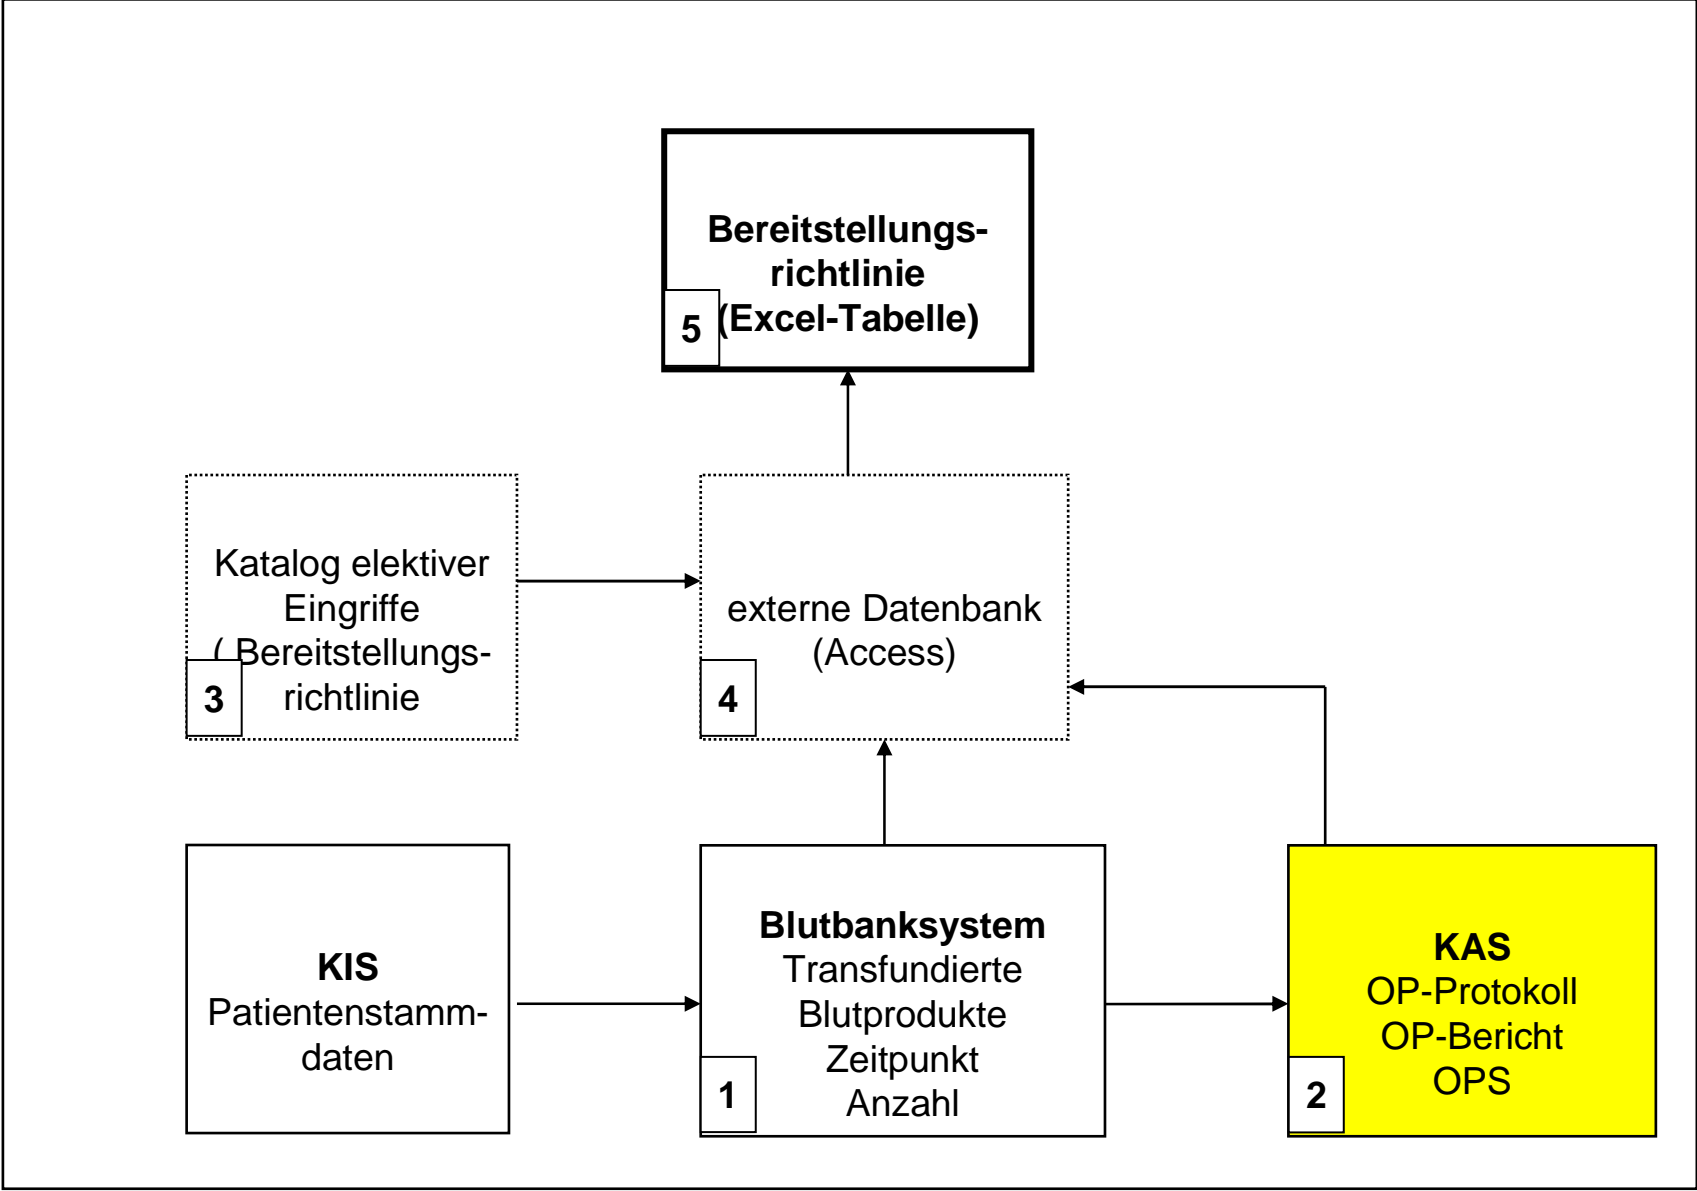 Bereitstellungs-
richtlinie
(Excel-Tabelle)
5
Katalog elektiver
Eingriffe
( Bereitstellungs-
richtlinie
3
externe Datenbank
(Access)
4
KIS
Patientenstamm-
daten
Blutbanksystem
Transfundierte
Blutprodukte
Zeitpunkt
Anzahl
1
KAS
OP-Protokoll
OP-Bericht
OPS
2